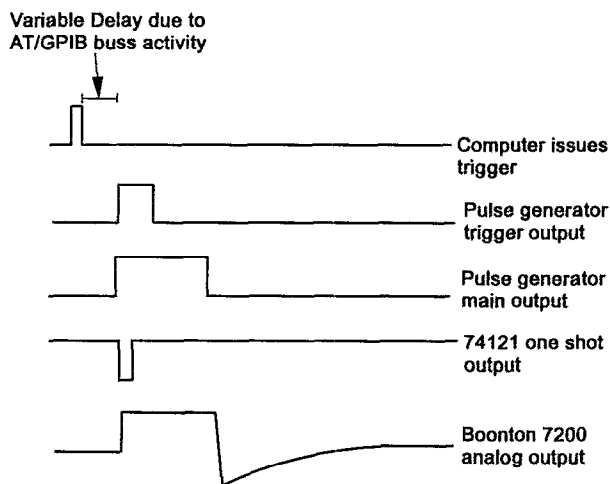 Variable Delay due to
AT/GPIB buss activity
Computer issues
trigger
Pulse generator
trigger output
Pulse generator
main output
74121 one shot
output
Boonton 7200
analog output